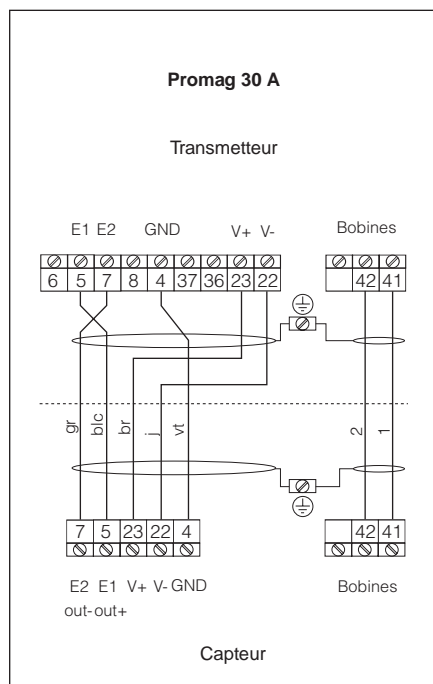 Promag 30 A
Transmetteur
E1 E2 GND V+ V- Bobines
6 5 7 8 4 37 36 23 22 42 41
gr blc br j vt 2 1
7 5 23 22 4 42 41
E2 E1 V+ V- GND Bobines
out- out+
Capteur